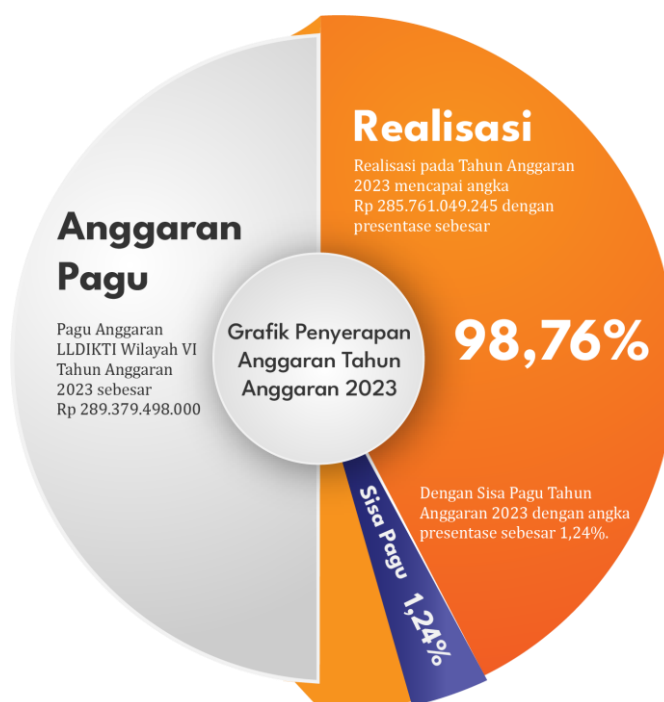 Anggaran
Pagu
Pagu Anggaran
LLDIKTI Wilayah VI
Tahun Anggaran
2023 sebesar
Rp 289.379.498.000
Grafik Penyerapan
Anggaran Tahun
Anggaran 2023
Realisasi
Realisasi pada Tahun Anggaran
2023 mencapai angka
Rp 285.761.049.245 dengan
presentase sebesar
98,76%
Dengan Sisa Pagu Tahun
Anggaran 2023 dengan angka
presentase sebesar 1,24%.
Sisa Pagu 1,24%